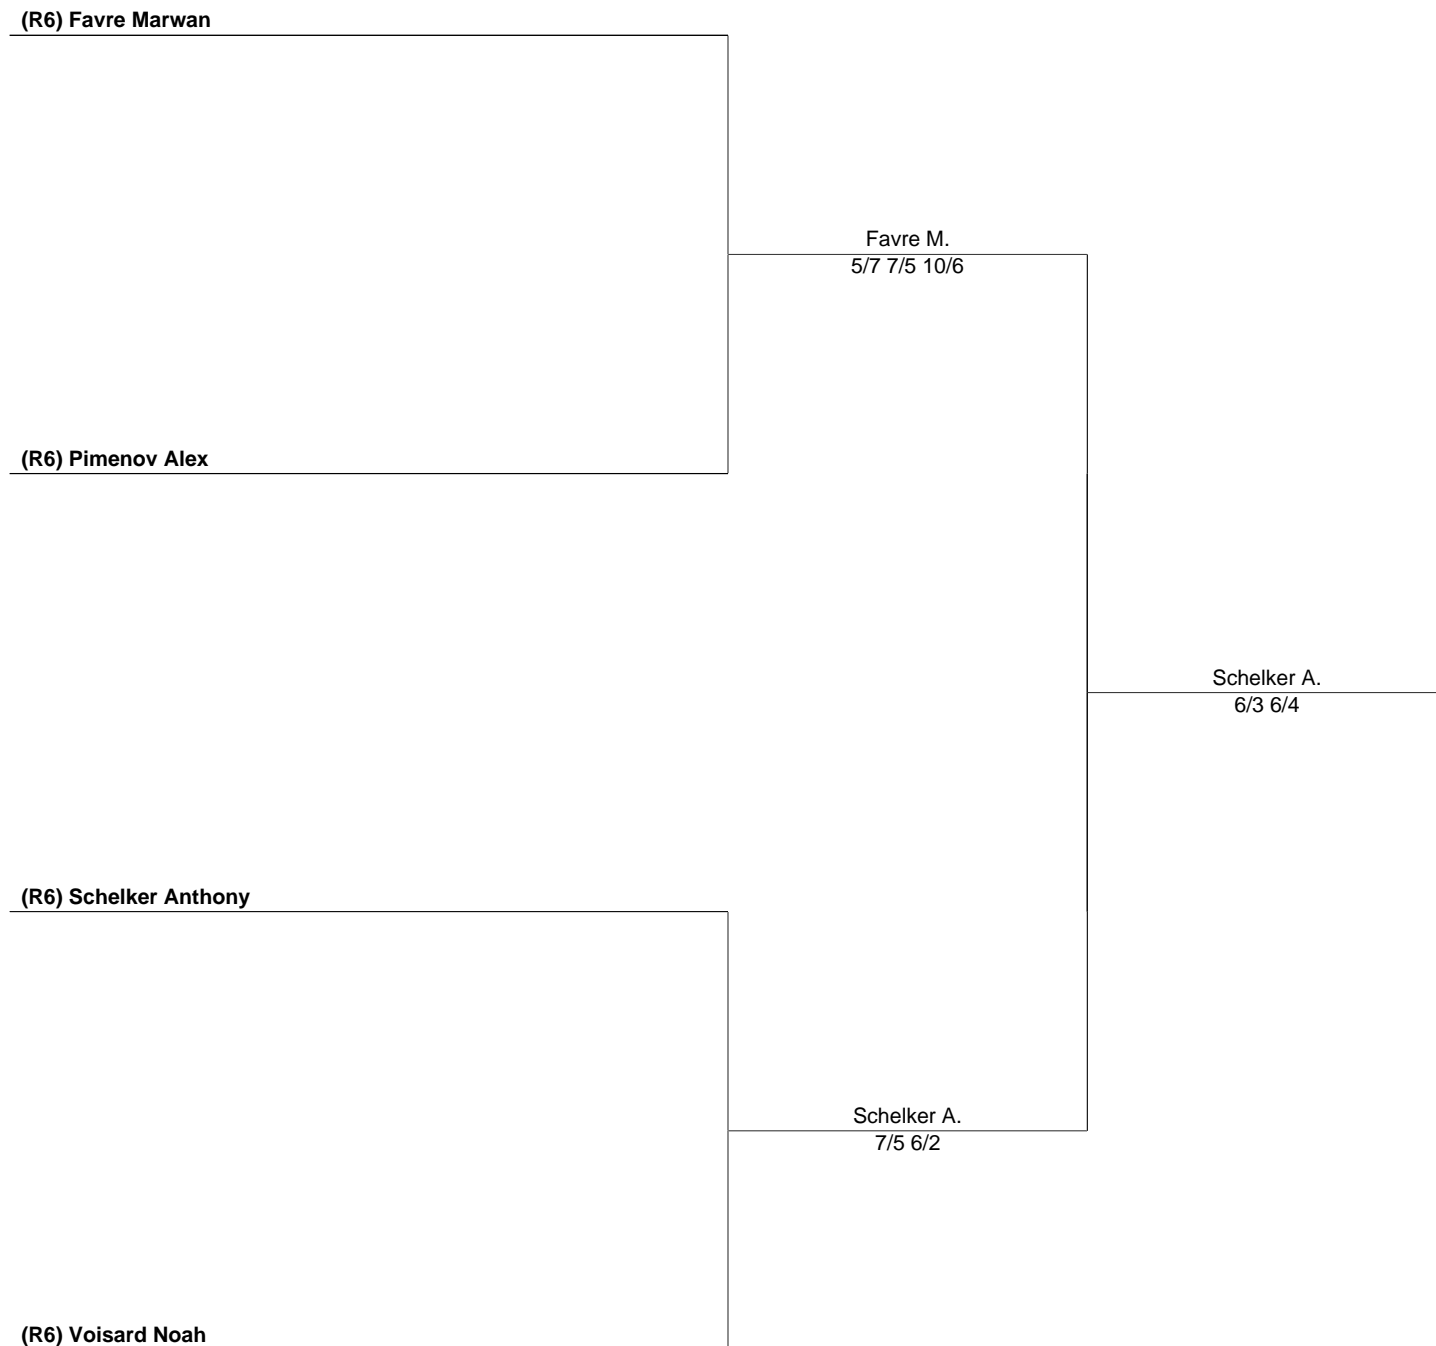 (R6) Favre Marwan
Favre M.
5/7 7/5 10/6
(R6) Pimenov Alex
Schelker A.
6/3 6/4
(R6) Schelker Anthony
Schelker A.
7/5 6/2
(R6) Voisard Noah